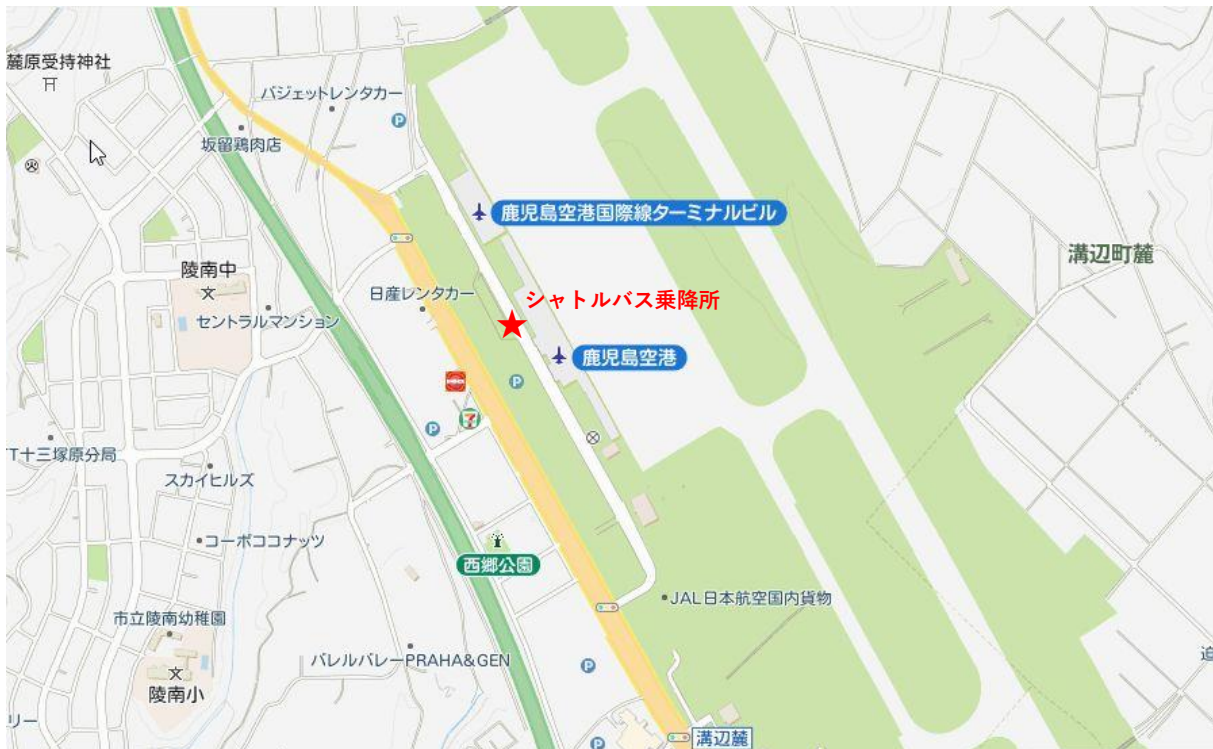 麓原受持神社
バジェットレンタカー
坂留鶏肉店
鹿児島空港国際線ターミナルビル
溝辺町麓
陵南中
日産レンタカー
シャトルバス乗降所
セントラルマンション
鹿児島空港
T十三塚原分局
スカイヒルズ
コーポココナッツ
西郷公園
JAL日本航空国内貨物
市立陵南幼稚園
バレルバレーPRAHA&GEN
迫
陵南小
リー
溝辺麓
P
P
P
P
P
7